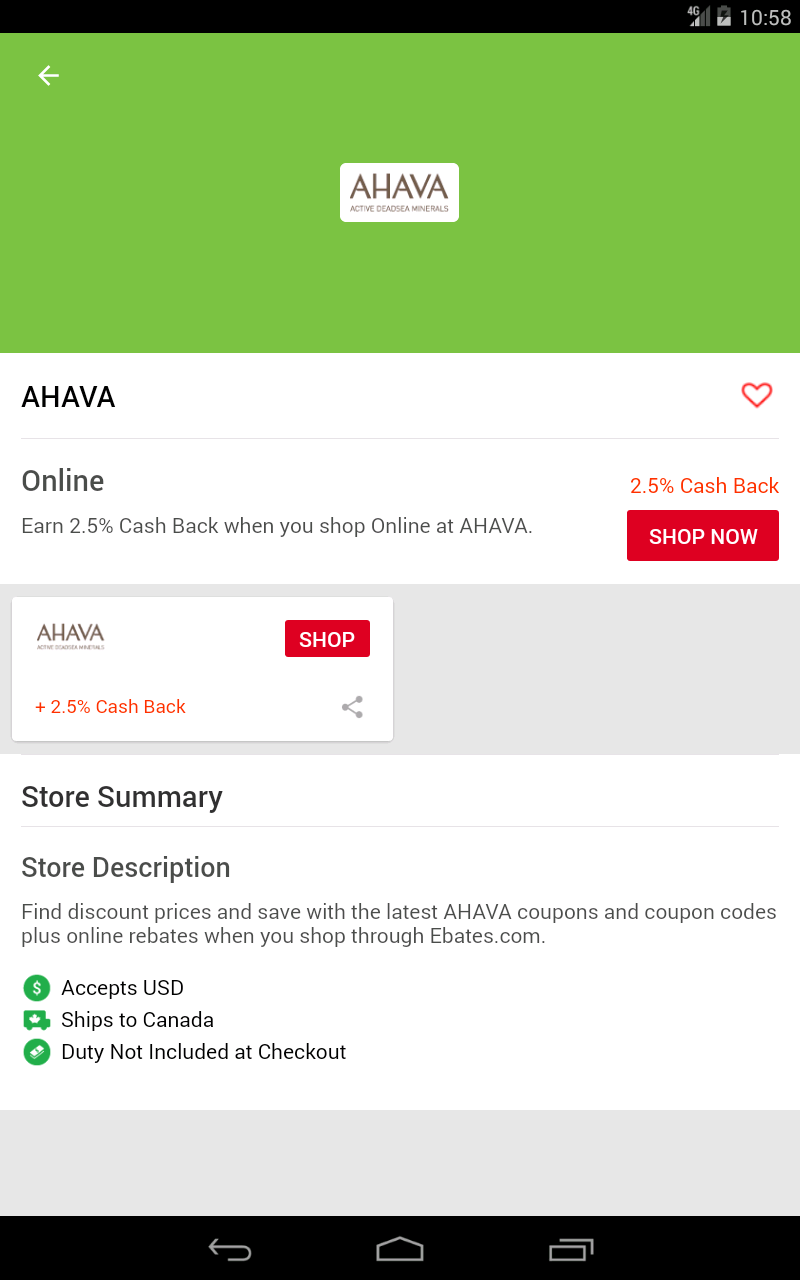 4G 10:58
AHAVA
ACTIVE DEADSEA MINERALS
AHAVA
Online
2.5% Cash Back
Earn 2.5% Cash Back when you shop Online at AHAVA.
SHOP NOW
AHAVA
ACTIVE DEADSEA MINERALS
SHOP
+ 2.5% Cash Back
Store Summary
Store Description
Find discount prices and save with the latest AHAVA coupons and coupon codes
plus online rebates when you shop through Ebates.com.
$ Accepts USD
Ships to Canada
Duty Not Included at Checkout